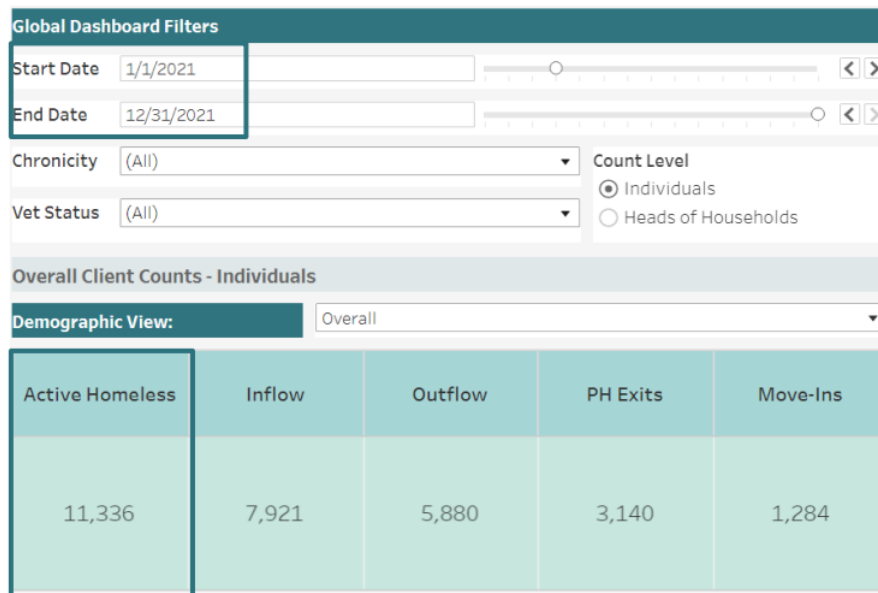 Global Dashboard Filters
Start Date 1/1/2021
End Date 12/31/2021
Chronicity (All)
Count Level
Individuals
Vet Status (All)
Heads of Households
Overall Client Counts - Individuals
Demographic View: Overall
Active Homeless Inflow Outflow PH Exits Move-Ins
11,336 7,921 5,880 3,140 1,284